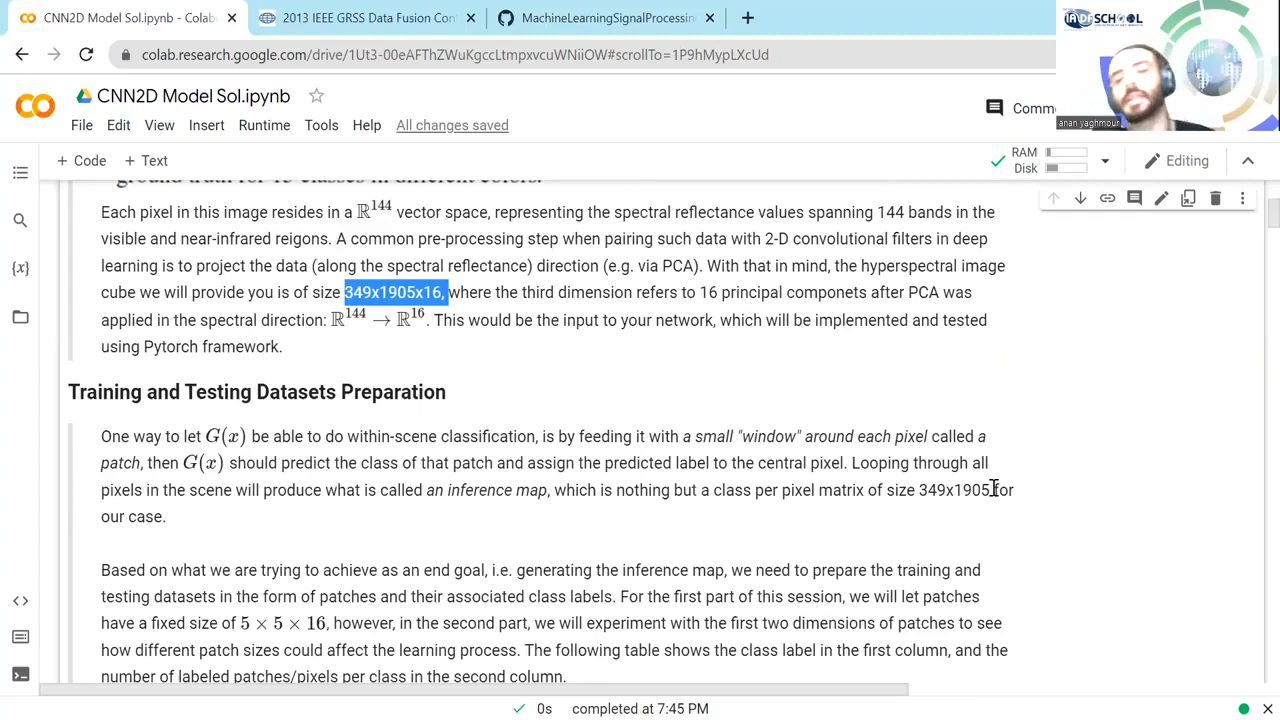 CNN2D Model Sol.ipynb - Colab
2013 IEEE GRSS Data Fusion Con
MachineLearningSignalProcessin
colab.research.google.com/drive/1Ut3-00eAFThZWuKgccLtmpxvcuWNiiOW#scrollTo=1P9hMypLXcUd
IADFSCHOOL
anan yaghmour
CNN2D Model Sol.ipynb
Comme
File Edit View Insert Runtime Tools Help All changes saved
+ Code + Text
RAM
Disk
Editing
Each pixel in this image resides in a ℝ¹⁴⁴ vector space, representing the spectral reflectance values spanning 144 bands in the
visible and near-infrared reigons. A common pre-processing step when pairing such data with 2-D convolutional filters in deep
learning is to project the data (along the spectral reflectance) direction (e.g. via PCA). With that in mind, the hyperspectral image
cube we will provide you is of size 349x1905x16, where the third dimension refers to 16 principal componets after PCA was
applied in the spectral direction: ℝ¹⁴⁴ → ℝ¹⁶. This would be the input to your network, which will be implemented and tested
using Pytorch framework.
Training and Testing Datasets Preparation
One way to let G(x) be able to do within-scene classification, is by feeding it with a small "window" around each pixel called a
patch, then G(x) should predict the class of that patch and assign the predicted label to the central pixel. Looping through all
pixels in the scene will produce what is called an inference map, which is nothing but a class per pixel matrix of size 349x1905 for
our case.
Based on what we are trying to achieve as an end goal, i.e. generating the inference map, we need to prepare the training and
testing datasets in the form of patches and their associated class labels. For the first part of this session, we will let patches
have a fixed size of 5 × 5 × 16, however, in the second part, we will experiment with the first two dimensions of patches to see
how different patch sizes could affect the learning process. The following table shows the class label in the first column, and the
number of labeled patches/pixels per class in the second column.
0s completed at 7:45 PM